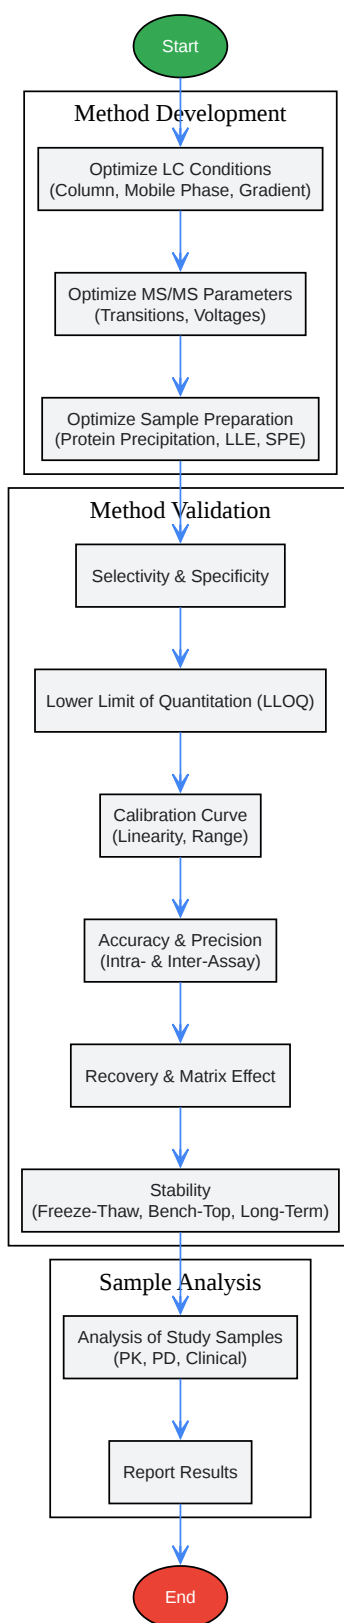 Start
Method Development
Optimize LC Conditions
(Column, Mobile Phase, Gradient)
Optimize MS/MS Parameters
(Transitions, Voltages)
Optimize Sample Preparation
(Protein Precipitation, LLE, SPE)
Method Validation
Selectivity & Specificity
Lower Limit of Quantitation (LLOQ)
Calibration Curve
(Linearity, Range)
Accuracy & Precision
(Intra- & Inter-Assay)
Recovery & Matrix Effect
Stability
(Freeze-Thaw, Bench-Top, Long-Term)
Sample Analysis
Analysis of Study Samples
(PK, PD, Clinical)
Report Results
End